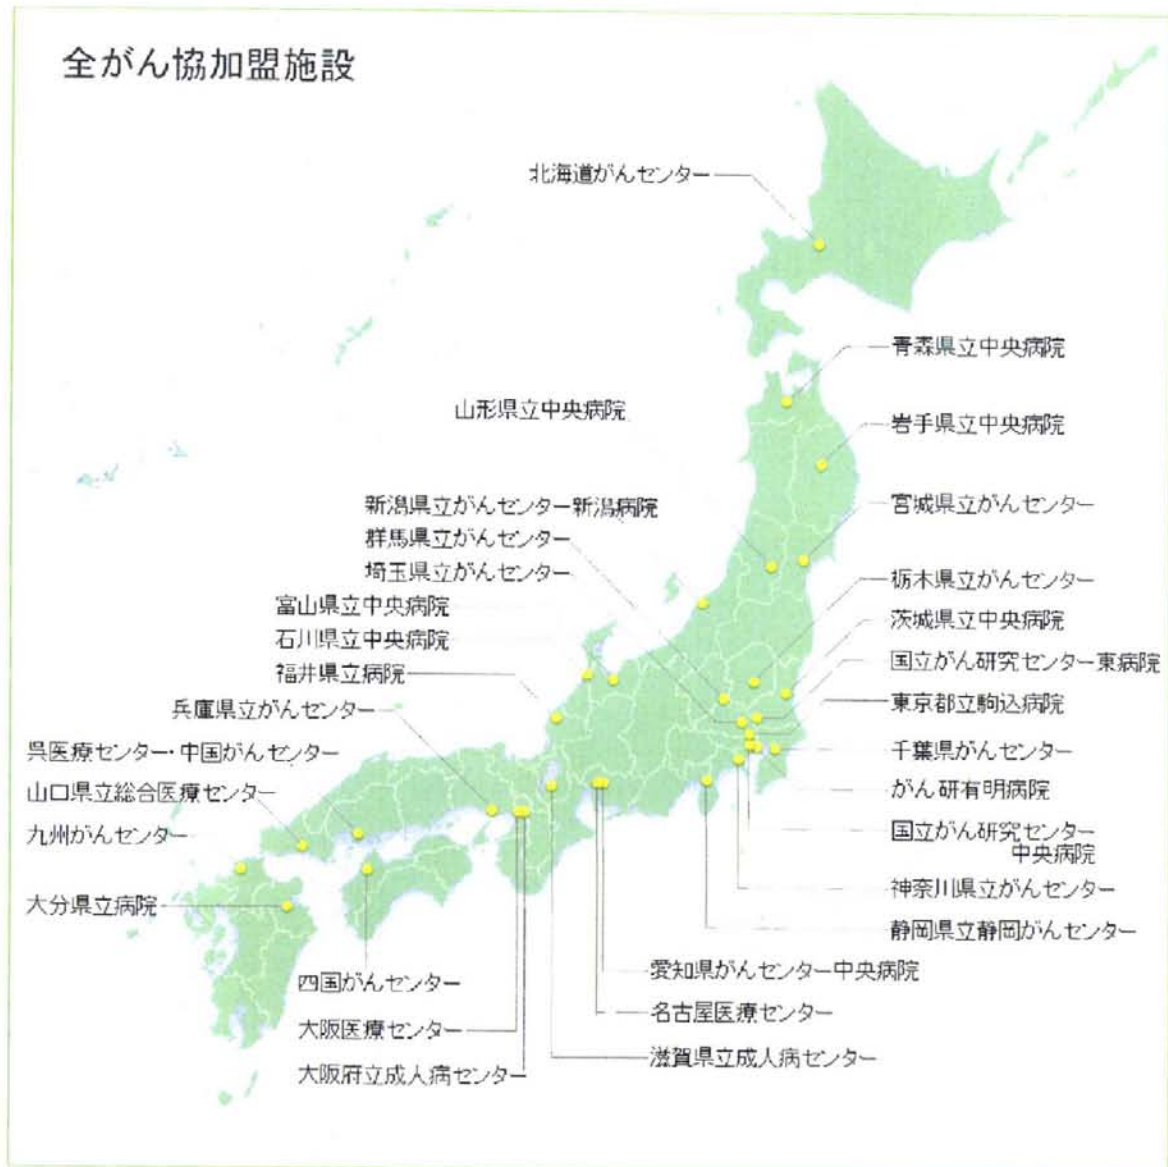 全がん協加盟施設
北海道がんセンター
青森県立中央病院
山形県立中央病院
岩手県立中央病院
新潟県立がんセンター新潟病院
宮城県立がんセンター
群馬県立がんセンター
埼玉県立がんセンター
栃木県立がんセンター
富山県立中央病院
茨城県立中央病院
石川県立中央病院
国立がん研究センター東病院
福井県立病院
東京都立駒込病院
兵庫県立がんセンター
呉医療センター・中国がんセンター
千葉県がんセンター
山口県立総合医療センター
がん研有明病院
九州がんセンター
国立がん研究センター
中央病院
神奈川県立がんセンター
大分県立病院
静岡県立静岡がんセンター
愛知県がんセンター中央病院
四国がんセンター
名古屋医療センター
大阪医療センター
滋賀県立成人病センター
大阪府立成人病センター